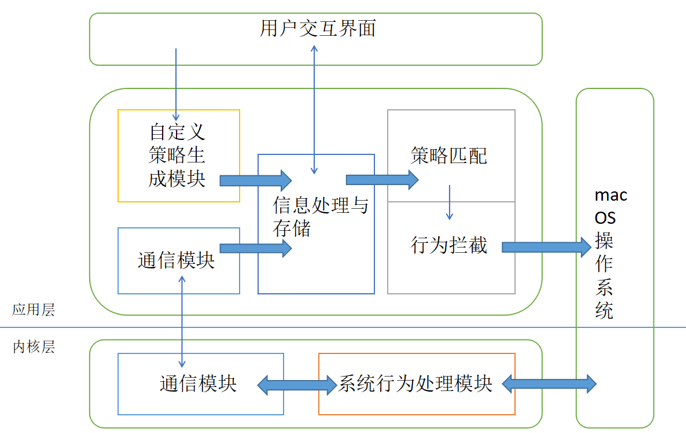 用户交互界面
自定义
策略生
成模块
策略匹配
信息处理与
存储
通信模块
行为拦截
mac
OS
操
作
系
统
应用层
内核层
通信模块
系统行为处理模块